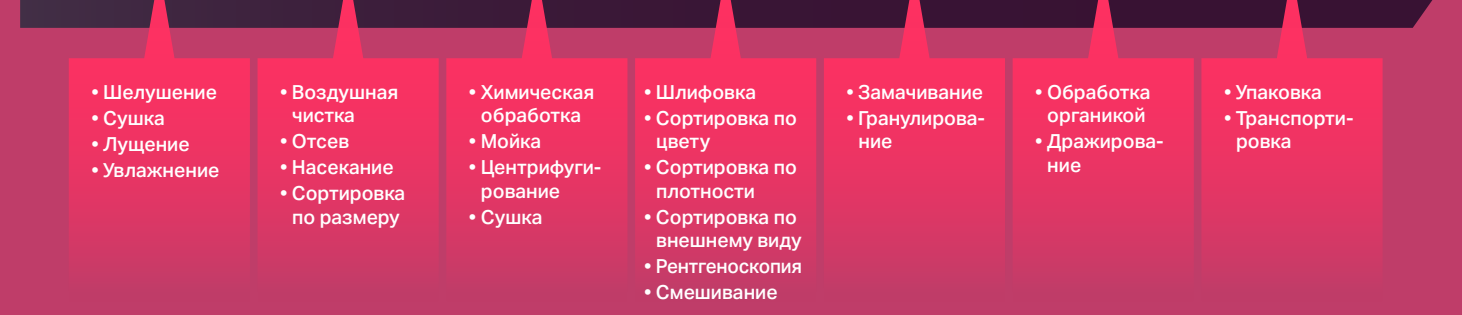 • Шелушение
• Сушка
• Лущение
• Увлажнение
• Воздушная
чистка
• Отсев
• Насекание
• Сортировка
по размеру
• Химическая
обработка
• Мойка
• Центрифуги-
рование
• Сушка
• Шлифовка
• Сортировка по
цвету
• Сортировка по
плотности
• Сортировка по
внешнему виду
• Рентгеноскопия
• Смешивание
• Замачивание
• Гранулирова-
ние
• Обработка
органикой
• Дражирова-
ние
• Упаковка
• Транспорти-
ровка